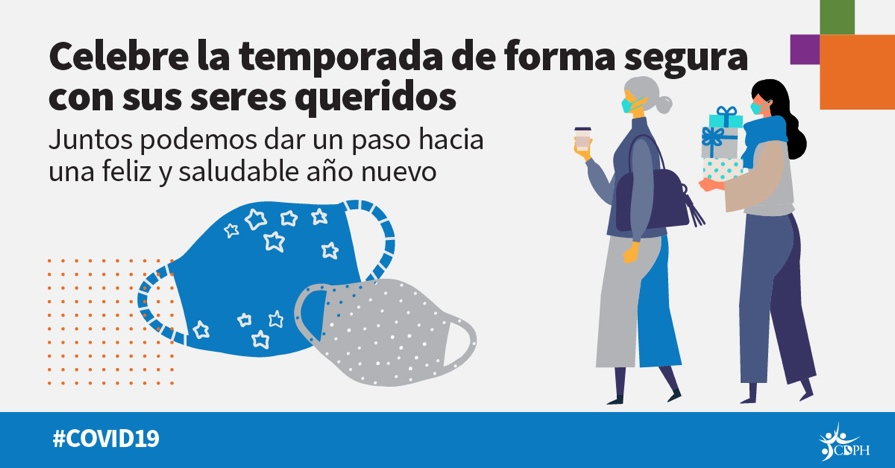 Celebre la temporada de forma segura
con sus seres queridos
Juntos podemos dar un paso hacia
una feliz y saludable año nuevo
#COVID19
CDPH